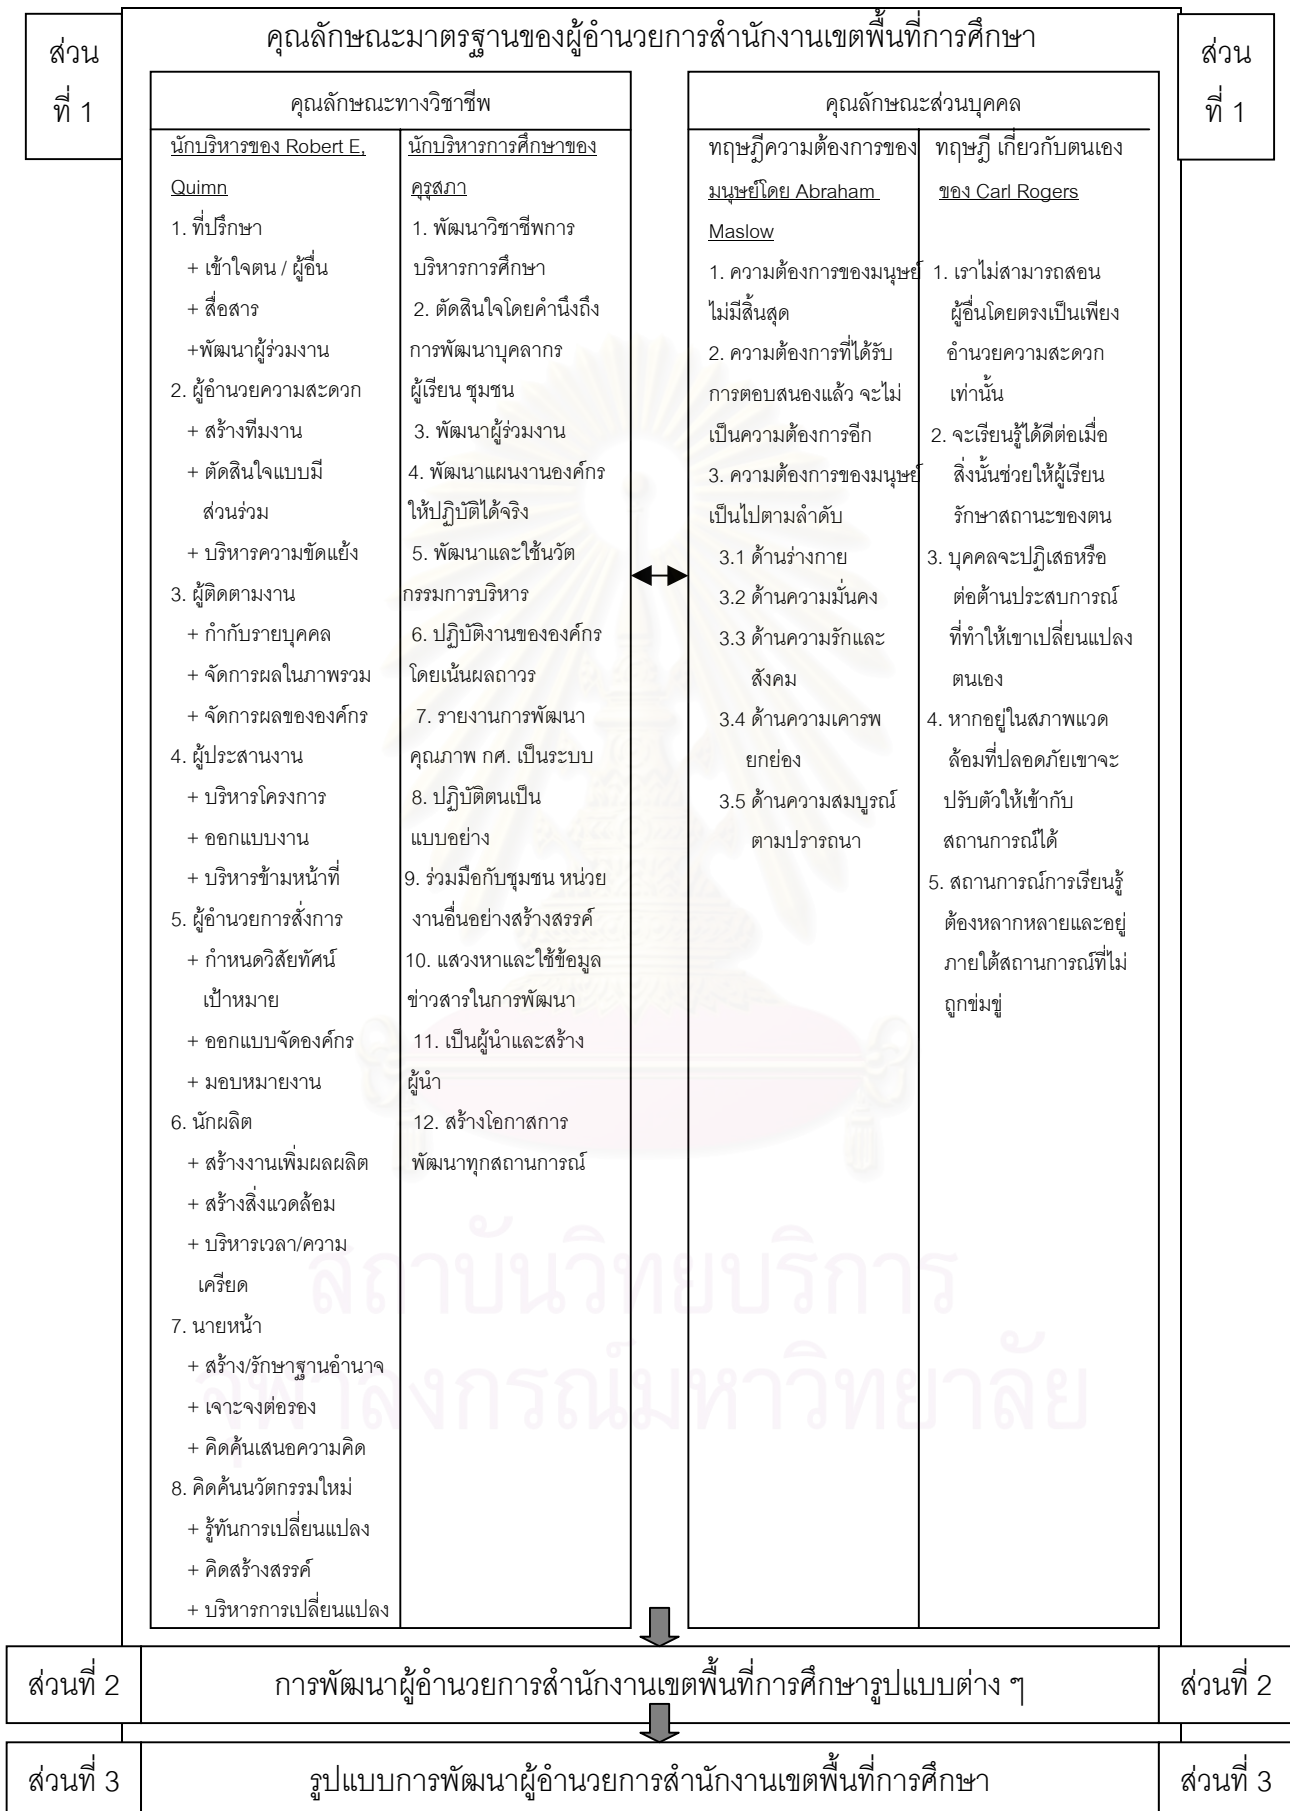 ส่วน
ที่ 1
คุณลักษณะมาตรฐานของผู้อำนวยการสำนักงานเขตพื้นที่การศึกษา
ส่วน
ที่ 1
คุณลักษณะทางวิชาชีพ
นักบริหารของ Robert E,
Quimn
1. ที่ปรึกษา
+ เข้าใจตน / ผู้อื่น
+ สื่อสาร
+พัฒนาผู้ร่วมงาน
2. ผู้อำนวยความสะดวก
+ สร้างทีมงาน
+ ตัดสินใจแบบมี
ส่วนร่วม
+ บริหารความขัดแย้ง
3. ผู้ติดตามงาน
+ กำกับรายบุคคล
+ จัดการผลในภาพรวม
+ จัดการผลขององค์กร
4. ผู้ประสานงาน
+ บริหารโครงการ
+ ออกแบบงาน
+ บริหารข้ามหน้าที่
5. ผู้อำนวยการสั่งการ
+ กำหนดวิสัยทัศน์
เป้าหมาย
+ ออกแบบจัดองค์กร
+ มอบหมายงาน
6. นักผลิต
+ สร้างงานเพิ่มผลผลิต
+ สร้างสิ่งแวดล้อม
+ บริหารเวลา/ความ
เครียด
7. นายหน้า
+ สร้าง/รักษาฐานอำนาจ
+ เจาะจงต่อรอง
+ คิดค้นเสนอความคิด
8. คิดค้นนวัตกรรมใหม่
+ รู้ทันการเปลี่ยนแปลง
+ คิดสร้างสรรค์
+ บริหารการเปลี่ยนแปลง
นักบริหารการศึกษาของ
คุรุสภา
1. พัฒนาวิชาชีพการ
บริหารการศึกษา
2. ตัดสินใจโดยคำนึงถึง
การพัฒนาบุคลากร
ผู้เรียน ชุมชน
3. พัฒนาผู้ร่วมงาน
4. พัฒนาแผนงานองค์กร
ให้ปฏิบัติได้จริง
5. พัฒนาและใช้นวัต
กรรมการบริหาร
6. ปฏิบัติงานขององค์กร
โดยเน้นผลถาวร
7. รายงานการพัฒนา
คุณภาพ กศ. เป็นระบบ
8. ปฏิบัติตนเป็น
แบบอย่าง
9. ร่วมมือกับชุมชน หน่วย
งานอื่นอย่างสร้างสรรค์
10. แสวงหาและใช้ข้อมูล
ข่าวสารในการพัฒนา
11. เป็นผู้นำและสร้าง
ผู้นำ
12. สร้างโอกาสการ
พัฒนาทุกสถานการณ์
คุณลักษณะส่วนบุคคล
ทฤษฎีความต้องการของ
มนุษย์โดย Abraham
Maslow
1. ความต้องการของมนุษย์
ไม่มีสิ้นสุด
2. ความต้องการที่ได้รับ
การตอบสนองแล้ว จะไม่
เป็นความต้องการอีก
3. ความต้องการของมนุษย์
เป็นไปตามลำดับ
3.1 ด้านร่างกาย
3.2 ด้านความมั่นคง
3.3 ด้านความรักและ
สังคม
3.4 ด้านความเคารพ
ยกย่อง
3.5 ด้านความสมบูรณ์
ตามปรารถนา
ทฤษฎี เกี่ยวกับตนเอง
ของ Carl Rogers
1. เราไม่สามารถสอน
ผู้อื่นโดยตรงเป็นเพียง
อำนวยความสะดวก
เท่านั้น
2. จะเรียนรู้ได้ดีต่อเมื่อ
สิ่งนั้นช่วยให้ผู้เรียน
รักษาสถานะของตน
3. บุคคลจะปฏิเสธหรือ
ต่อต้านประสบการณ์
ที่ทำให้เขาเปลี่ยนแปลง
ตนเอง
4. หากอยู่ในสภาพแวด
ล้อมที่ปลอดภัยเขาจะ
ปรับตัวให้เข้ากับ
สถานการณ์ได้
5. สถานการณ์การเรียนรู้
ต้องหลากหลายและอยู่
ภายใต้สถานการณ์ที่ไม่
ถูกข่มขู่
สถาบันวิทยบริการ
จุฬาลงกรณ์มหาวิทยาลัย
ส่วนที่ 2
การพัฒนาผู้อำนวยการสำนักงานเขตพื้นที่การศึกษารูปแบบต่าง ๆ
ส่วนที่ 2
ส่วนที่ 3
รูปแบบการพัฒนาผู้อำนวยการสำนักงานเขตพื้นที่การศึกษา
ส่วนที่ 3